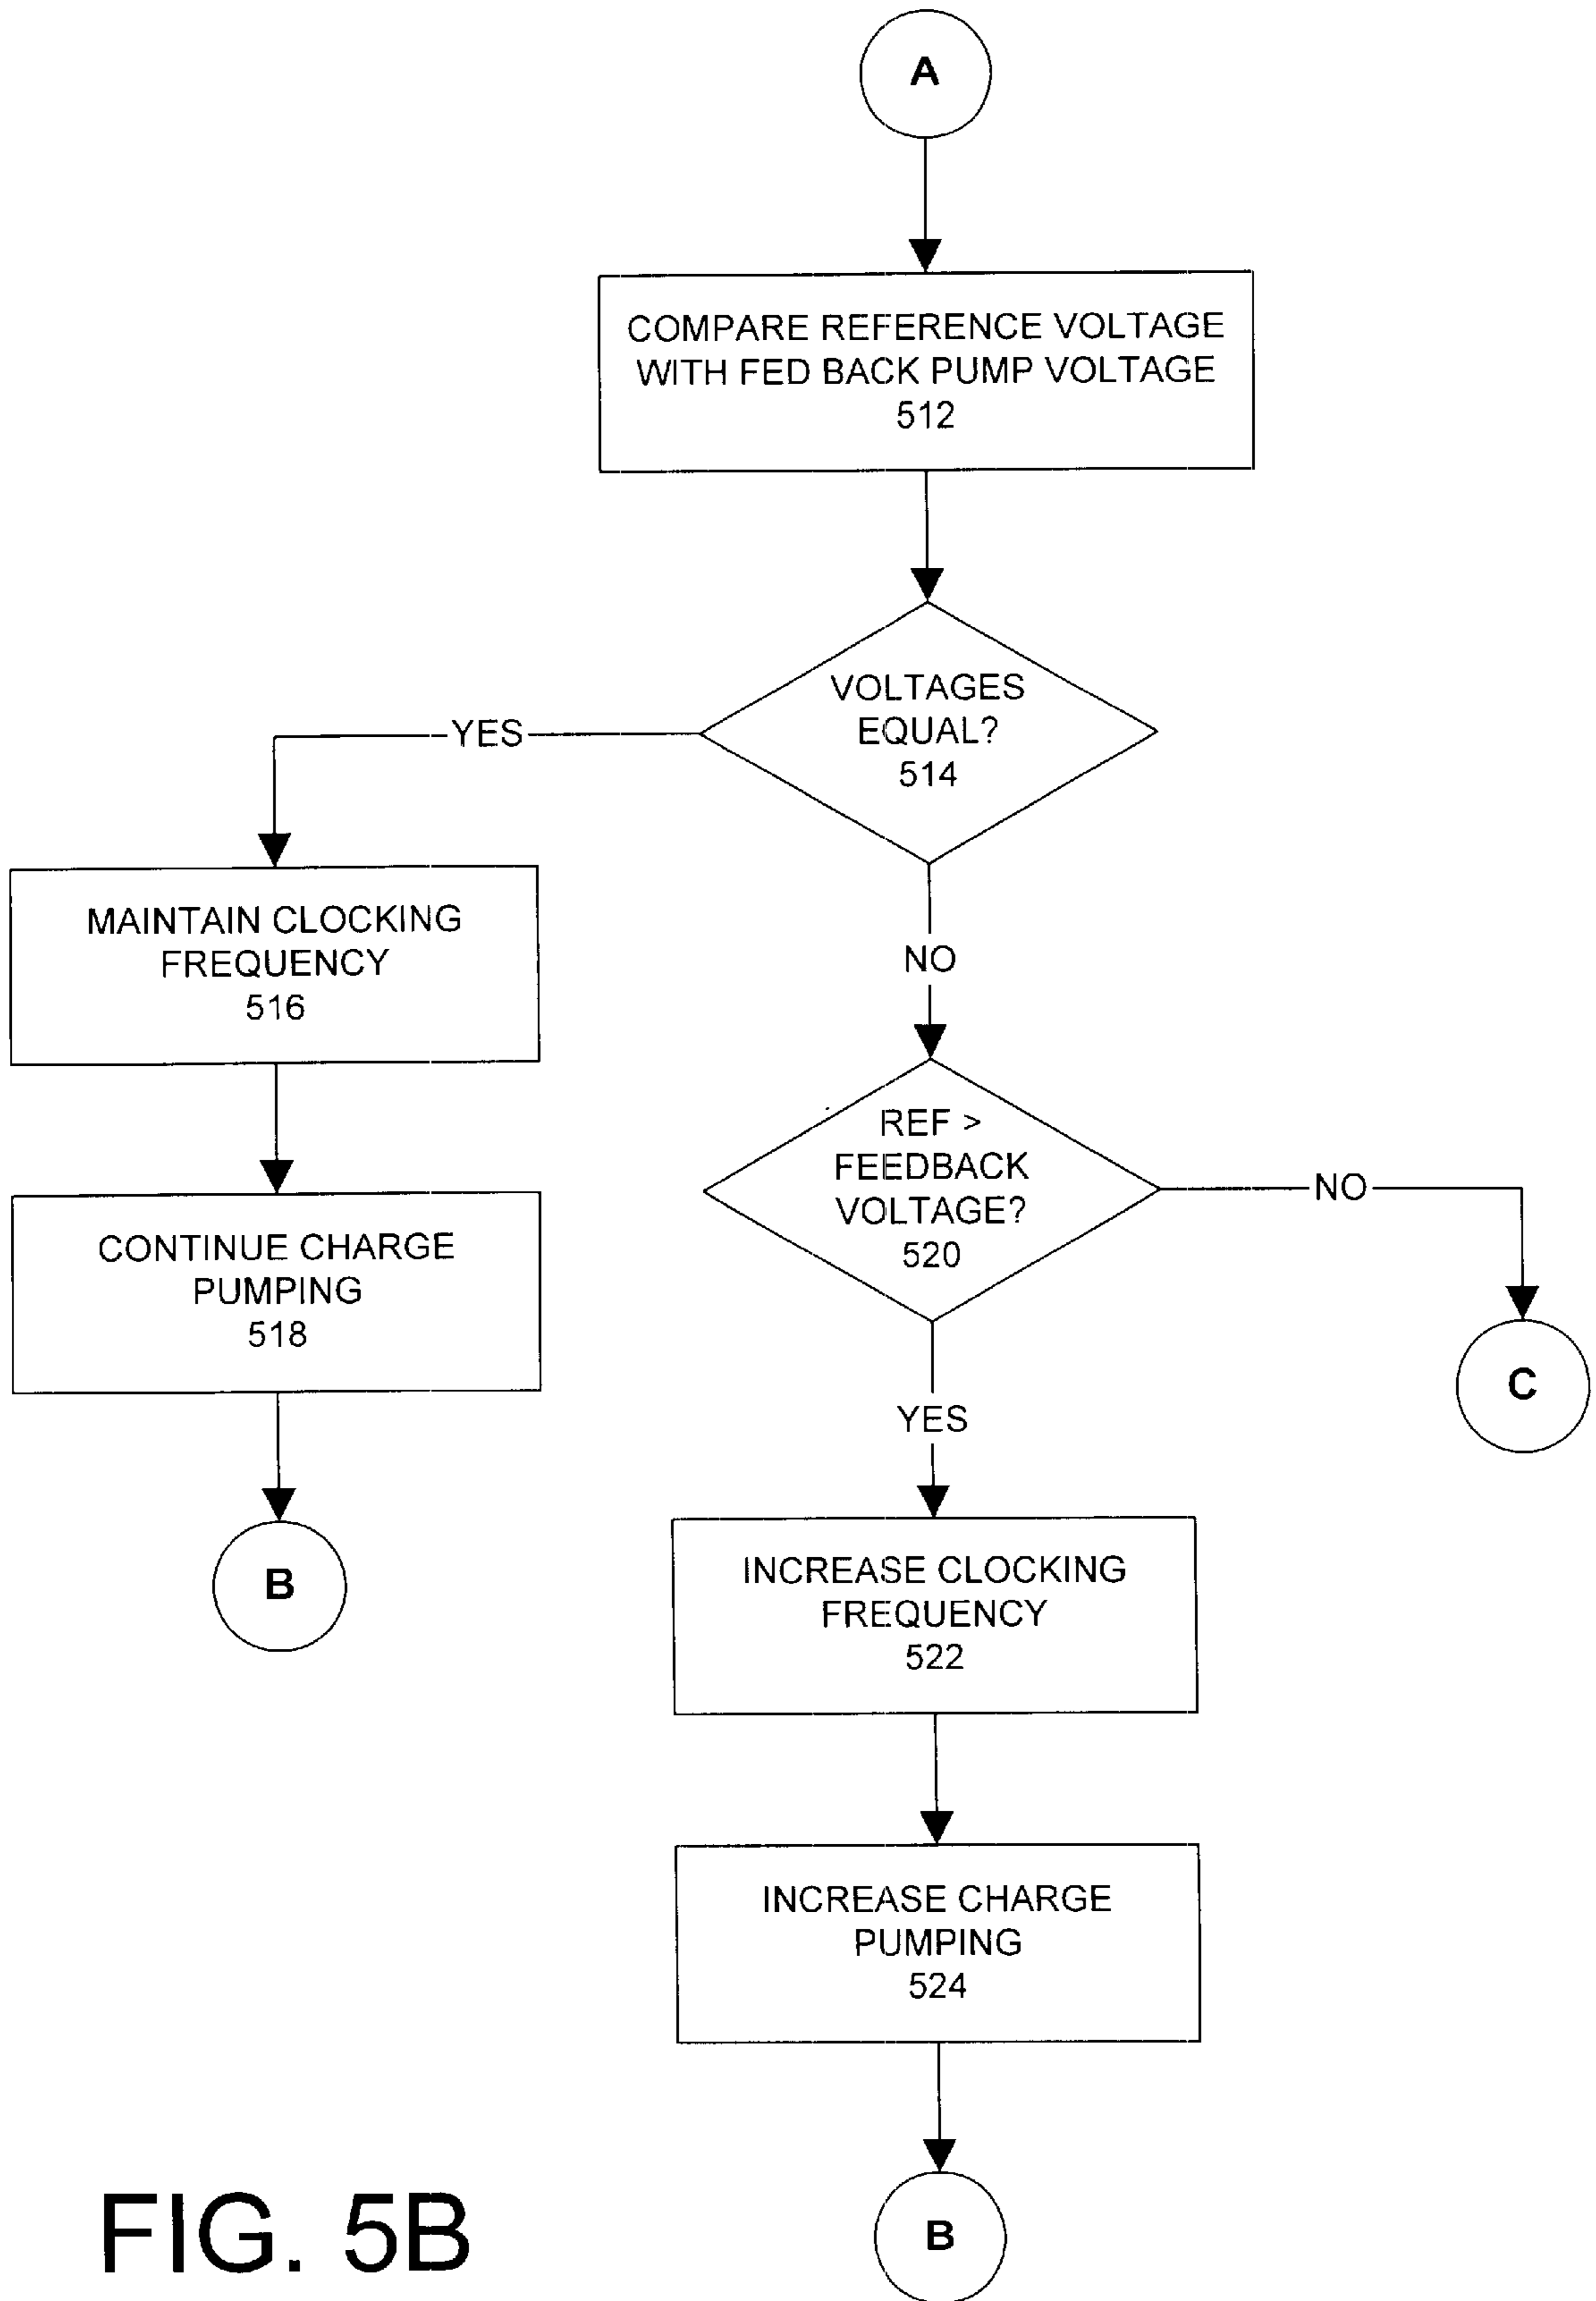 A
COMPARE REFERENCE VOLTAGE
WITH FED BACK PUMP VOLTAGE
512
VOLTAGES
EQUAL?
514
YES
NO
MAINTAIN CLOCKING
FREQUENCY
516
CONTINUE CHARGE
PUMPING
518
B
REF >
FEEDBACK
VOLTAGE?
520
NO
C
YES
INCREASE CLOCKING
FREQUENCY
522
INCREASE CHARGE
PUMPING
524
B
FIG. 5B